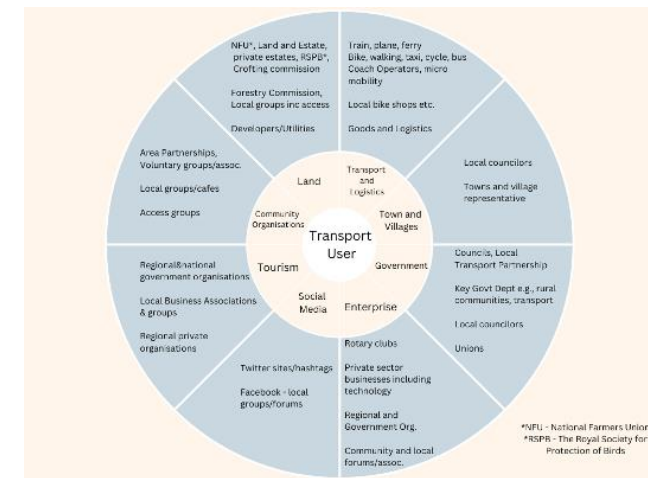 NFU*, Land and Estate,
private estates, RSPB*,
Crofting commission
Forestry Commission,
Local groups inc access
Developers/Utilities
Train, plane, ferry
Bike, walking, taxi, cycle, bus
Coach Operators, micro
mobility
Local bike shops etc.
Goods and Logistics
Local councilors
Towns and village
representative
Councils, Local
Transport Partnership
Key Govt Dept e.g., rural
communities, transport
Local councilors
Unions
Rotary clubs
Private sector
businesses including
technology
Regional and
Government Org.
Community and local
forums/assoc.
Twitter sites/hashtags
Facebook - local
groups/forums
Regional&national
government organisations
Local Business Associations
& groups
Regional private
organisations
Area Partnerships,
Voluntary groups/assoc.
Local groups/cafes
Access groups
Land
Transport
and
Logistics
Town and
Villages
Government
Enterprise
Social
Media
Tourism
Community
Organisations
Transport
User
*NFU - National Farmers Union
*RSPB - The Royal Society for
Protection of Birds